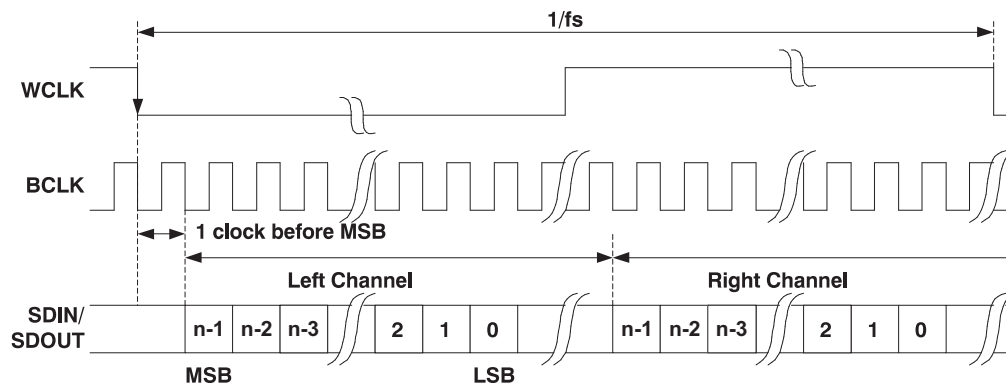 1/fs
WCLK
BCLK
1 clock before MSB
Left Channel
Right Channel
SDIN/
SDOUT
n-1 n-2 n-3 2 1 0 n-1 n-2 n-3 2 1 0
MSB LSB